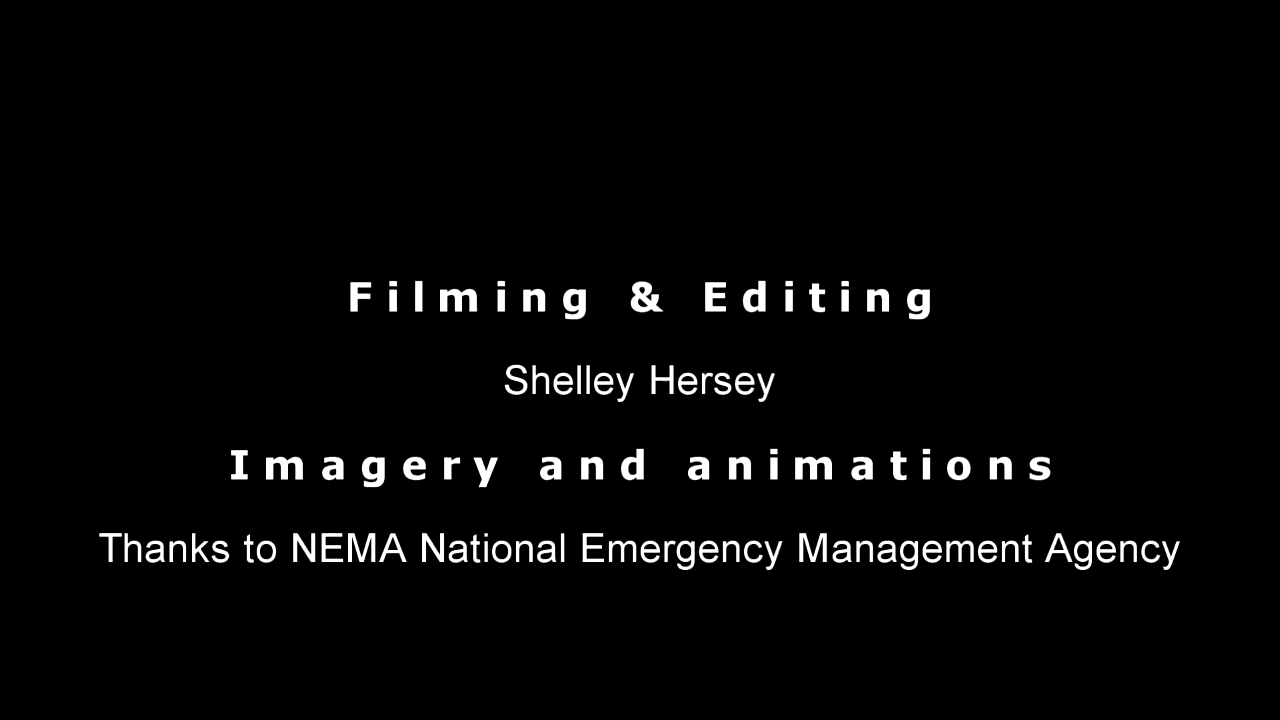 Filming & Editing
Shelley Hersey
Imagery and animations
Thanks to NEMA National Emergency Management Agency